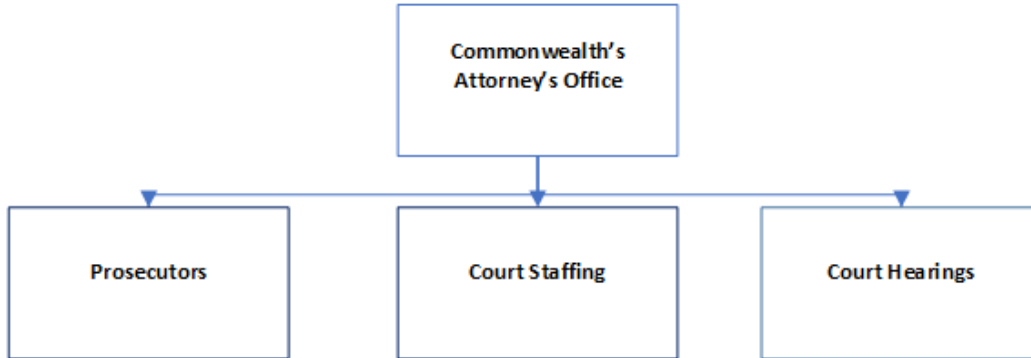 Commonwealth’s
Attorney’s Office
Prosecutors
Court Staffing
Court Hearings